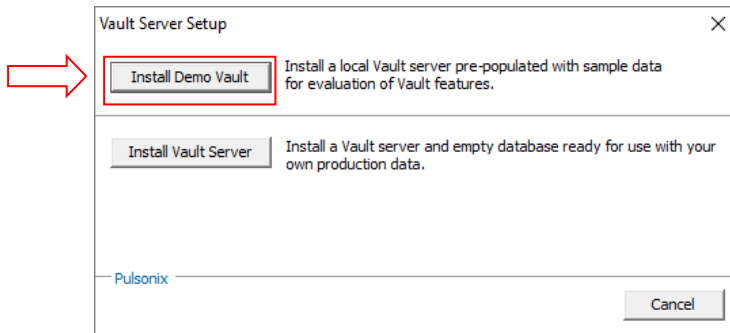 Vault Server Setup
Install Demo Vault
Install a local Vault server pre-populated with sample data
for evaluation of Vault features.
Install Vault Server
Install a Vault server and empty database ready for use with your
own production data.
Pulsonix
Cancel